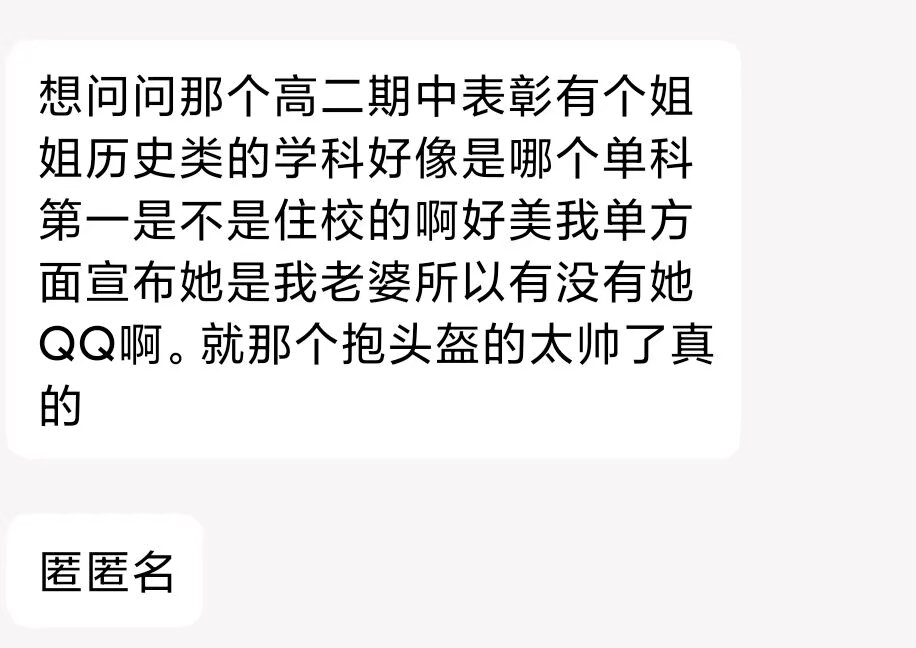 想问问那个高二期中表彰有个姐
姐历史类的学科好像是哪个单科
第一是不是住校的啊好美我单方
面宣布她是我老婆所以有没有她
QQ啊。就那个抱头盔的太帅了真
的
匿匿名